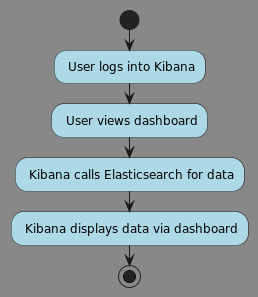 User logs into Kibana
User views dashboard
Kibana calls Elasticsearch for data
Kibana displays data via dashboard